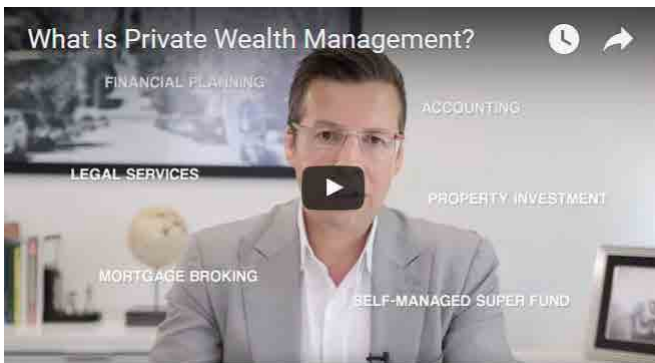 What Is Private Wealth Management?
FINANCIAL PLANNING
ACCOUNTING
LEGAL SERVICES
PROPERTY INVESTMENT
MORTGAGE BROKING
SELF-MANAGED SUPER FUND